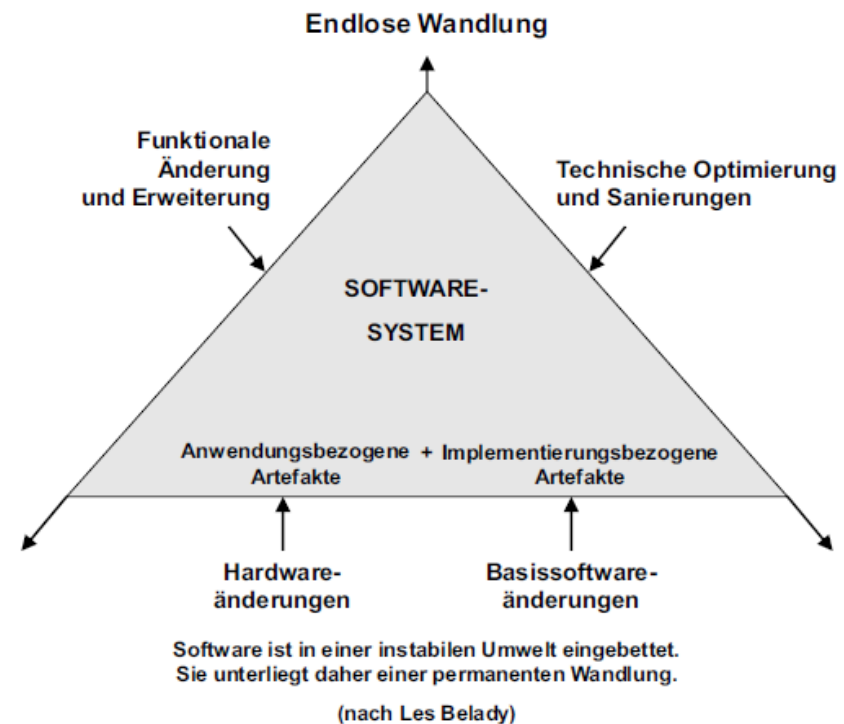 Endlose Wandlung
Funktionale
Änderung
und Erweiterung
Technische Optimierung
und Sanierungen
SOFTWARE-
SYSTEM
Anwendungsbezogene + Implementierungsbezogene
Artefakte Artefakte
Hardware-
änderungen
Basissoftware-
änderungen
Software ist in einer instabilen Umwelt eingebettet.
Sie unterliegt daher einer permanenten Wandlung.
(nach Les Belady)